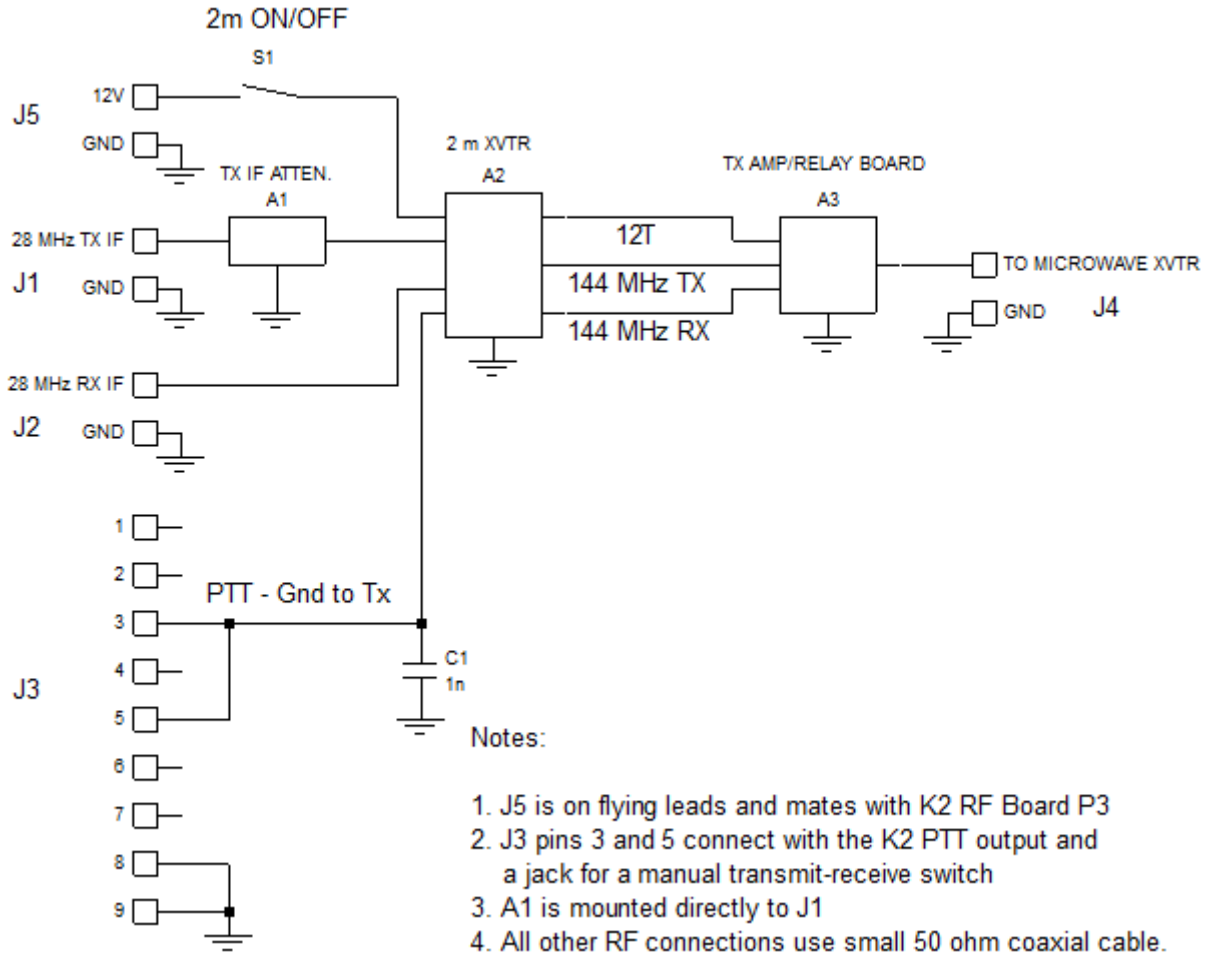 2m ON/OFF
S1
12V
J5
GND
2 m XVTR
A2
TX IF ATTEN.
A1
TX AMP/RELAY BOARD
A3
28 MHz TX IF
J1
GND
12T
144 MHz TX
144 MHz RX
TO MICROWAVE XVTR
GND
J4
28 MHz RX IF
J2
GND
1
2
PTT - Gnd to Tx
3
4
C1
1n
J3
5
6
7
8
9
Notes:
1. J5 is on flying leads and mates with K2 RF Board P3
2. J3 pins 3 and 5 connect with the K2 PTT output and
a jack for a manual transmit-receive switch
3. A1 is mounted directly to J1
4. All other RF connections use small 50 ohm coaxial cable.